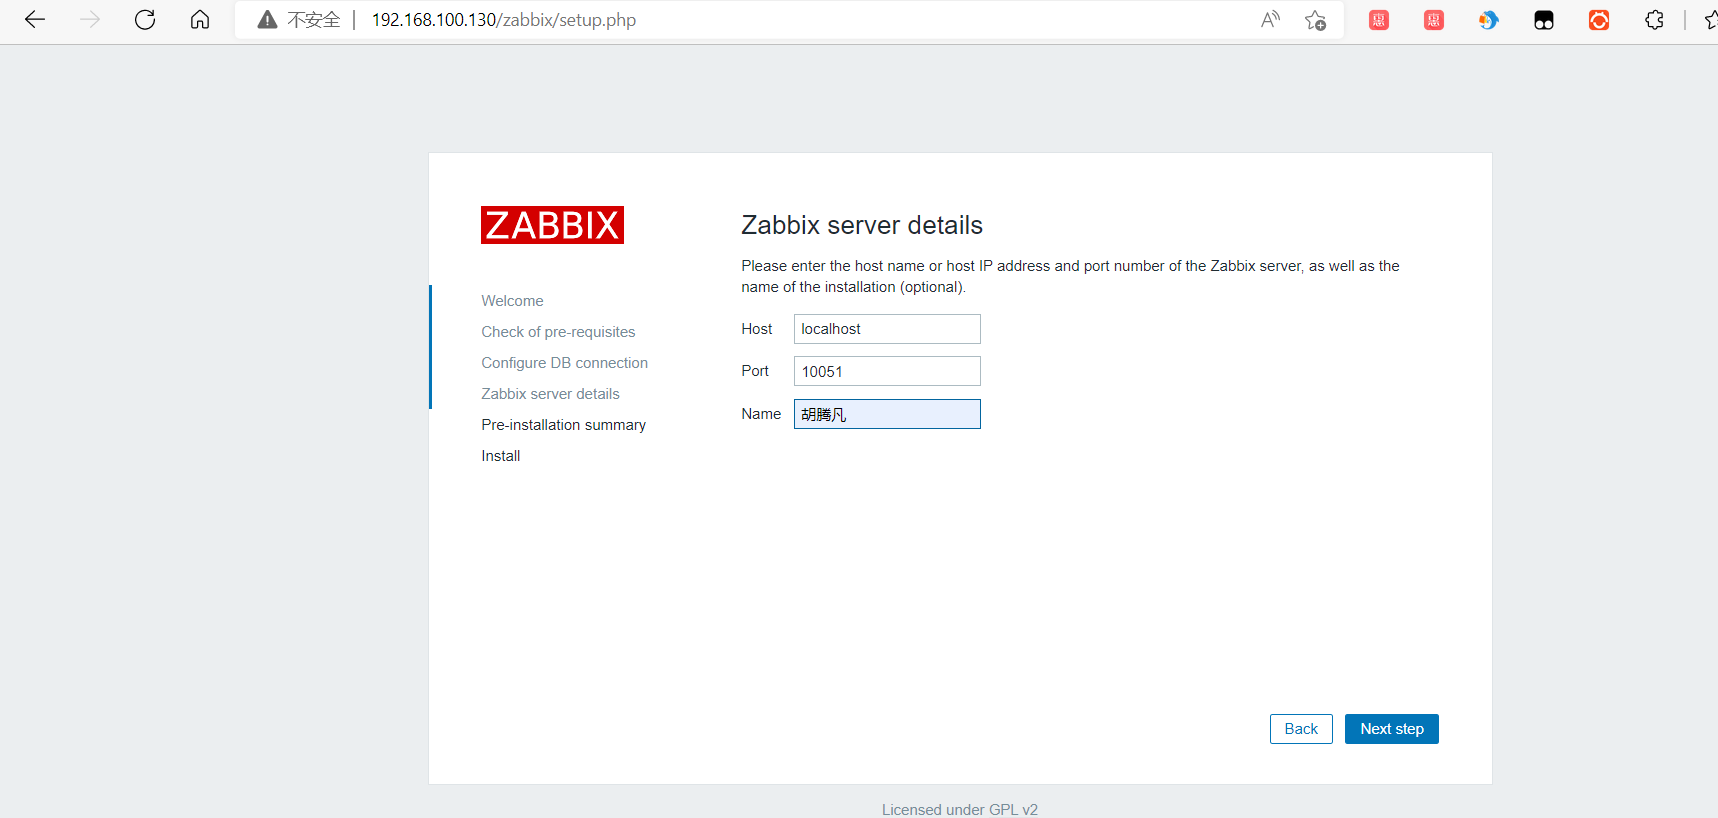 不安全 192.168.100.130/zabbix/setup.php
惠 惠
ZABBIX
Welcome
Check of pre-requisites
Configure DB connection
Zabbix server details
Pre-installation summary
Install
Zabbix server details
Please enter the host name or host IP address and port number of the Zabbix server, as well as the
name of the installation (optional).
Host localhost
Port 10051
Name 胡腾凡
Back Next step
Licensed under GPL v2